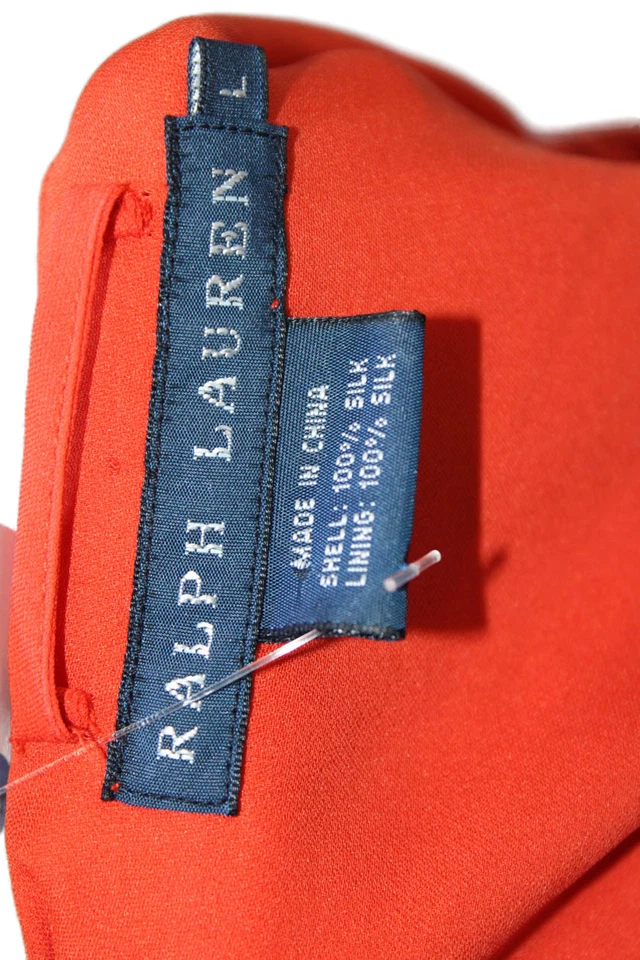 L
RALPH LAUREN
MADE IN CHINA
SHELL: 100% SILK
LINING: 100% SILK